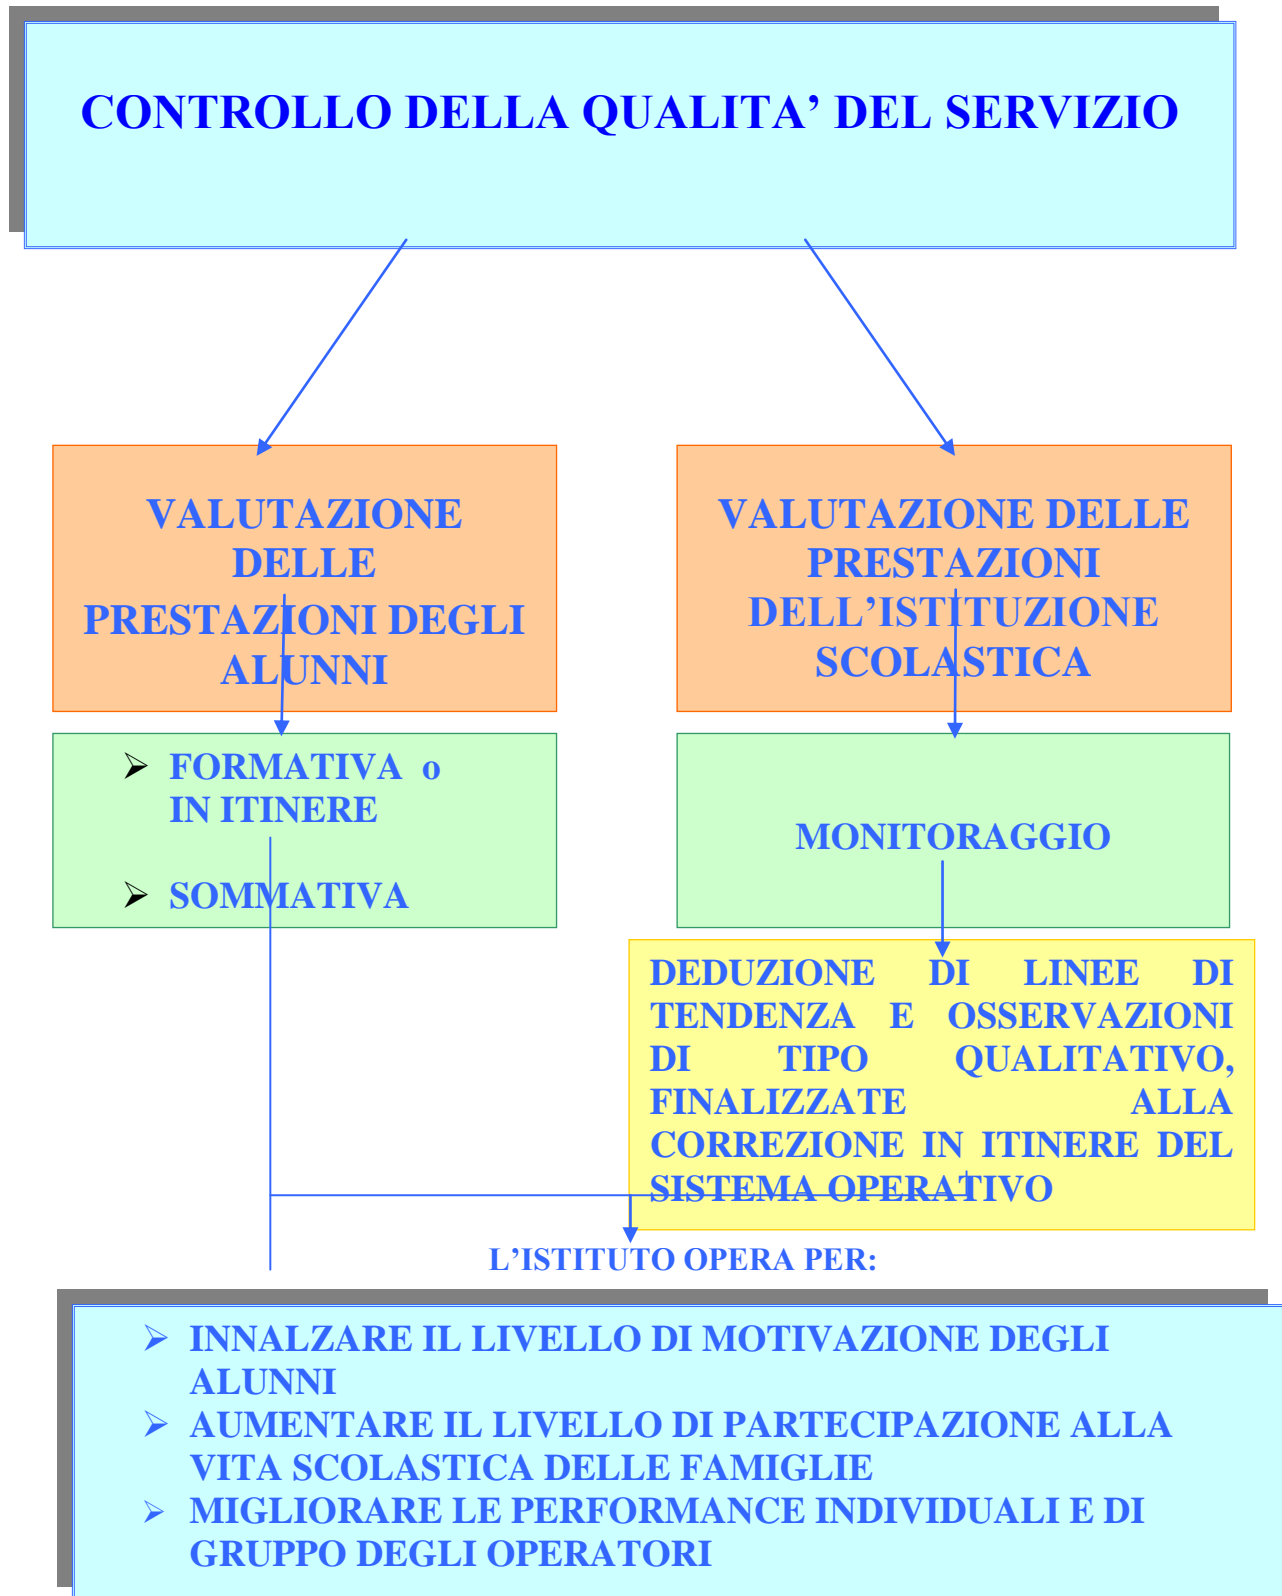 CONTROLLO DELLA QUALITA’ DEL SERVIZIO
VALUTAZIONE
DELLE
PRESTAZIONI DEGLI
ALUNNI
VALUTAZIONE DELLE
PRESTAZIONI
DELL’ISTITUZIONE
SCOLASTICA
➢ FORMATIVA o
IN ITINERE
➢ SOMMATIVA
MONITORAGGIO
DEDUZIONE DI LINEE DI
TENDENZA E OSSERVAZIONI
DI TIPO QUALITATIVO,
FINALIZZATE ALLA
CORREZIONE IN ITINERE DEL
SISTEMA OPERATIVO
L’ISTITUTO OPERA PER:
➢ INNALZARE IL LIVELLO DI MOTIVAZIONE DEGLI
ALUNNI
➢ AUMENTARE IL LIVELLO DI PARTECIPAZIONE ALLA
VITA SCOLASTICA DELLE FAMIGLIE
➢ MIGLIORARE LE PERFORMANCE INDIVIDUALI E DI
GRUPPO DEGLI OPERATORI